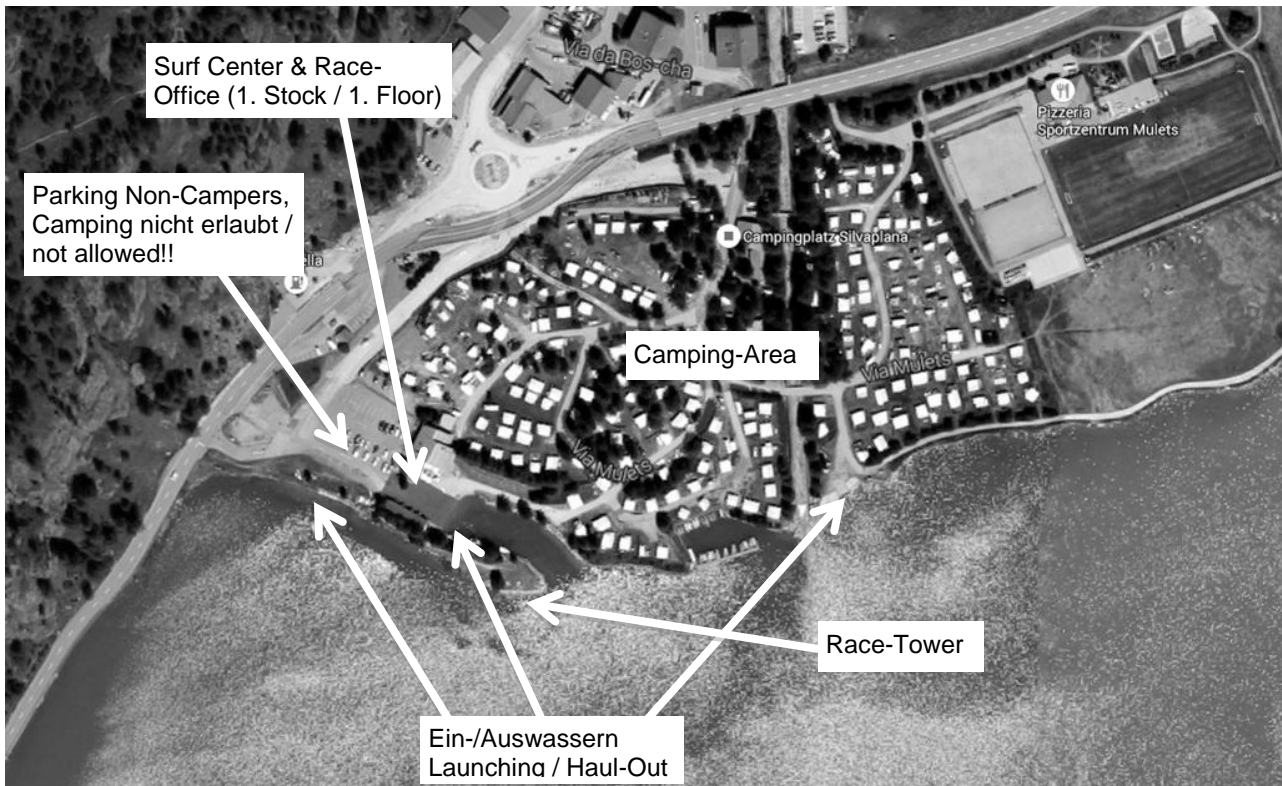 Via da Bos-cha
Surf Center & Race-
Office (1. Stock / 1. Floor)
Pizzeria
Sportzentrum Mulets
Parking Non-Campers,
Camping nicht erlaubt /
not allowed!!
Campingplatz Silvaplana
Camping-Area
Via Mulets
Via Mulets
Race-Tower
Ein-/Auswassern
Launching / Haul-Out